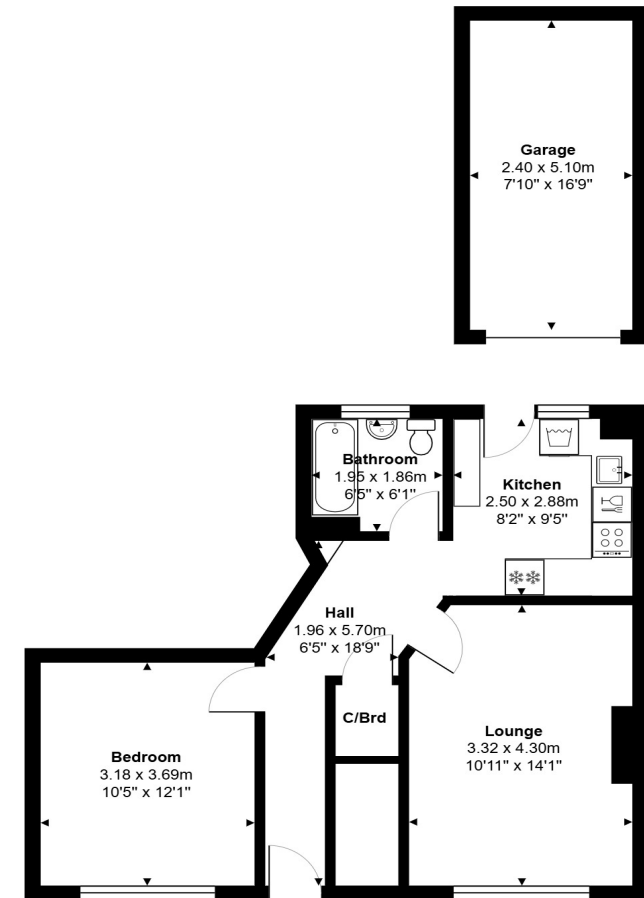 Garage
2.40 x 5.10m
7'10" x 16'9"
Bathroom
1.95 x 1.86m
6'5" x 6'1"
Kitchen
2.50 x 2.88m
8'2" x 9'5"
Hall
1.96 x 5.70m
6'5" x 18'9"
C/Brd
Lounge
3.32 x 4.30m
10'11" x 14'1"
Bedroom
3.18 x 3.69m
10'5" x 12'1"